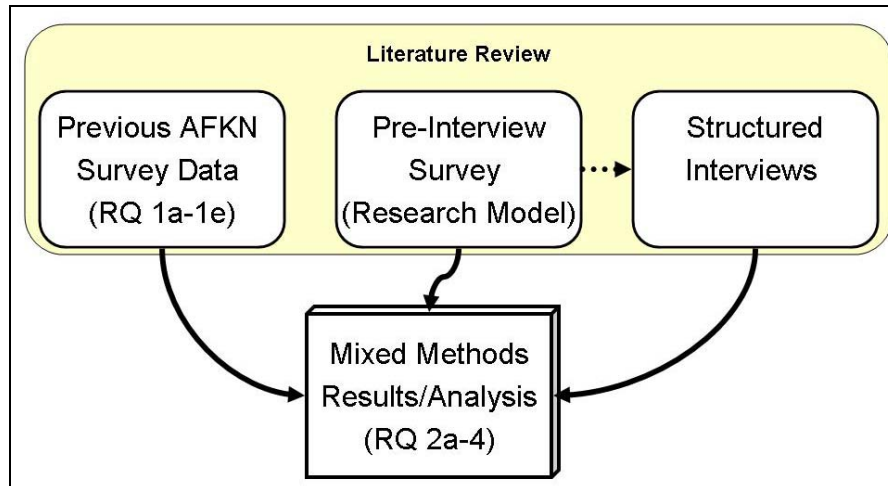 Literature Review
Previous AFKN
Survey Data
(RQ 1a-1e)
Pre-Interview
Survey
(Research Model)
Structured
Interviews
Mixed Methods
Results/Analysis
(RQ 2a-4)